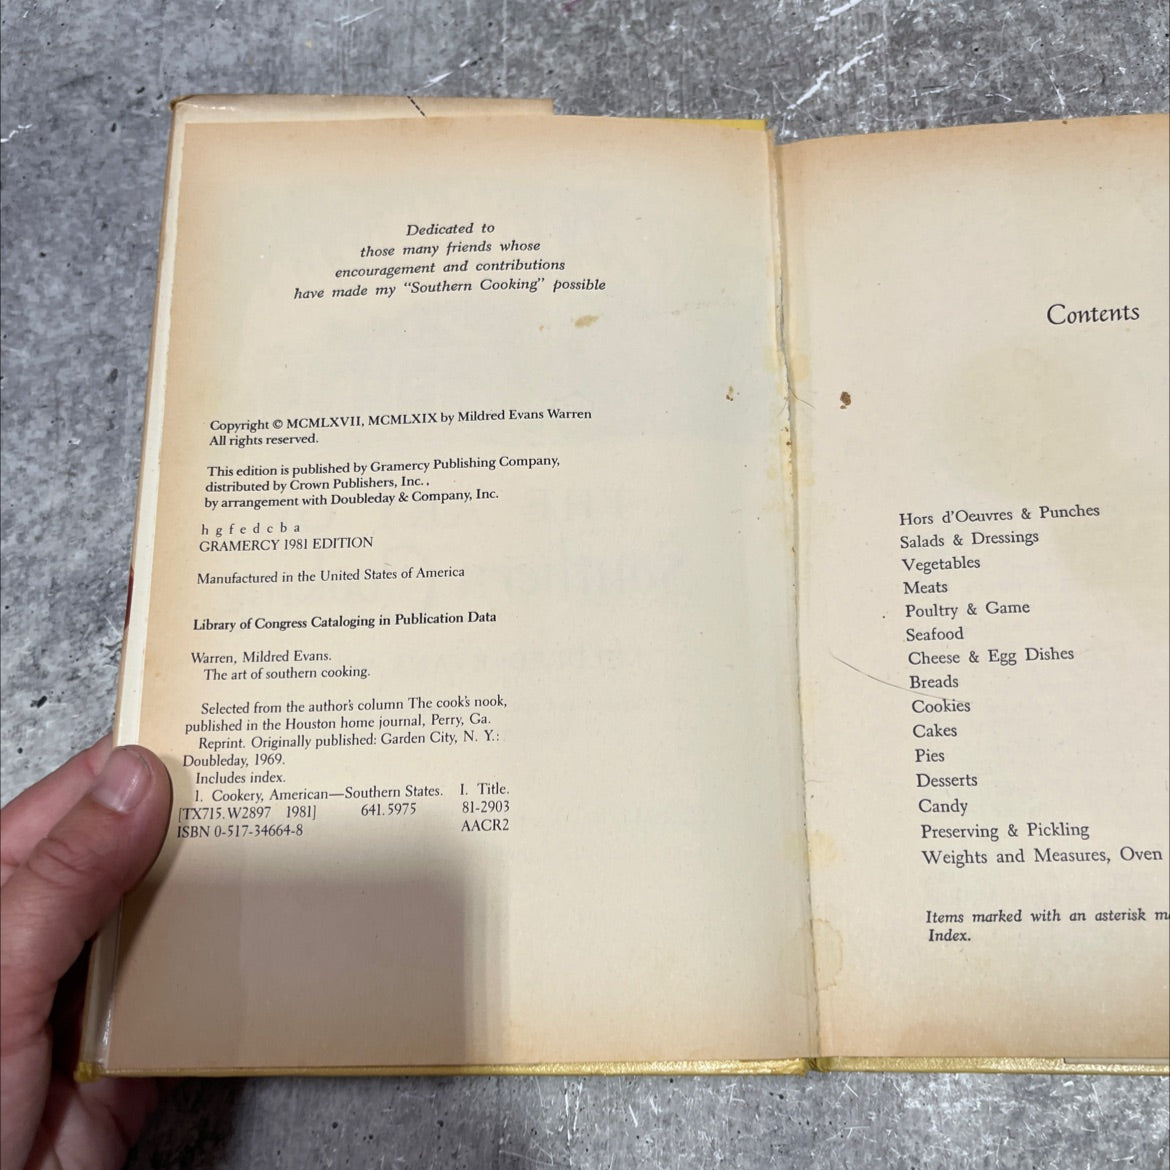 Dedicated to
those many friends whose
encouragement and contributions
have made my “Southern Cooking” possible
Copyright © MCMLXVII, MCMLXIX by Mildred Evans Warren
All rights reserved.
This edition is published by Gramercy Publishing Company,
distributed by Crown Publishers, Inc.,
by arrangement with Doubleday & Company, Inc.
h g f e d c b a
GRAMERCY 1981 EDITION
Manufactured in the United States of America
Library of Congress Cataloging in Publication Data
Warren, Mildred Evans.
The art of southern cooking.
Selected from the author's column The cook's nook,
published in the Houston home journal, Perry, Ga.
Reprint. Originally published: Garden City, N. Y.:
Doubleday, 1969.
Includes index.
1. Cookery, American—Southern States. I. Title.
[TX715.W2897 1981] 641.5975 81-2903
ISBN 0-517-34664-8 AACR2
Contents
Hors d'Oeuvres & Punches
Salads & Dressings
Vegetables
Meats
Poultry & Game
Seafood
Cheese & Egg Dishes
Breads
Cookies
Cakes
Pies
Desserts
Candy
Preserving & Pickling
Weights and Measures, Oven
Items marked with an asterisk
Index.